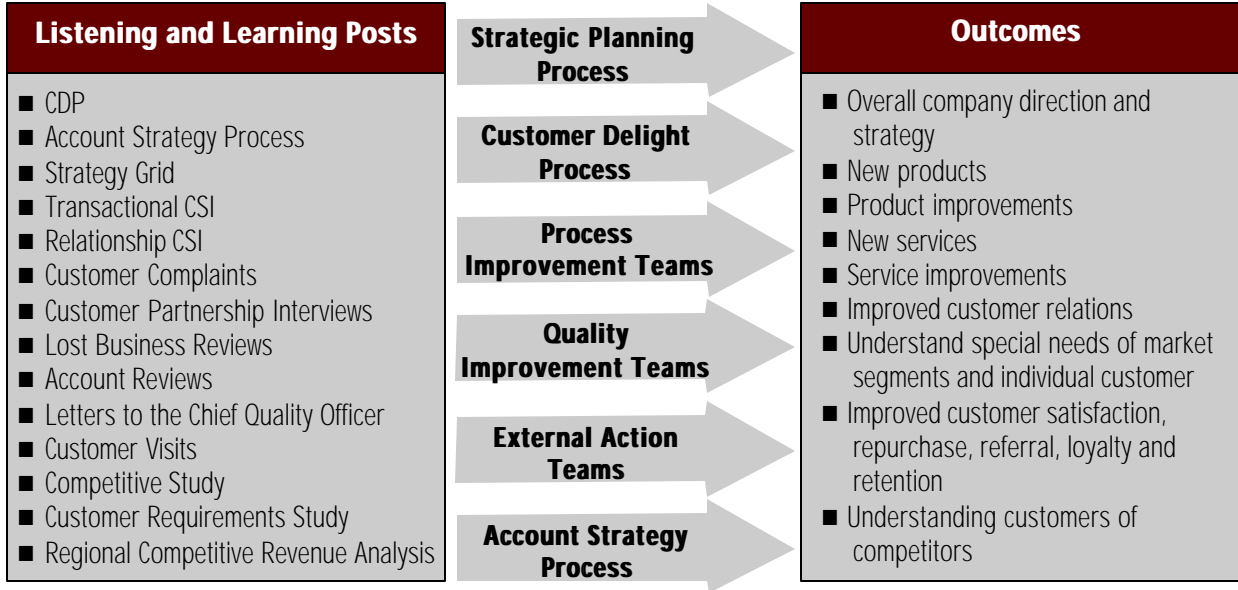 Listening and Learning Posts
■ CDP
■ Account Strategy Process
■ Strategy Grid
■ Transactional CSI
■ Relationship CSI
■ Customer Complaints
■ Customer Partnership Interviews
■ Lost Business Reviews
■ Account Reviews
■ Letters to the Chief Quality Officer
■ Customer Visits
■ Competitive Study
■ Customer Requirements Study
■ Regional Competitive Revenue Analysis
Strategic Planning
Process
Customer Delight
Process
Process
Improvement Teams
Quality
Improvement Teams
External Action
Teams
Account Strategy
Process
Outcomes
■ Overall company direction and
strategy
■ New products
■ Product improvements
■ New services
■ Service improvements
■ Improved customer relations
■ Understand special needs of market
segments and individual customer
■ Improved customer satisfaction,
repurchase, referral, loyalty and
retention
■ Understanding customers of
competitors